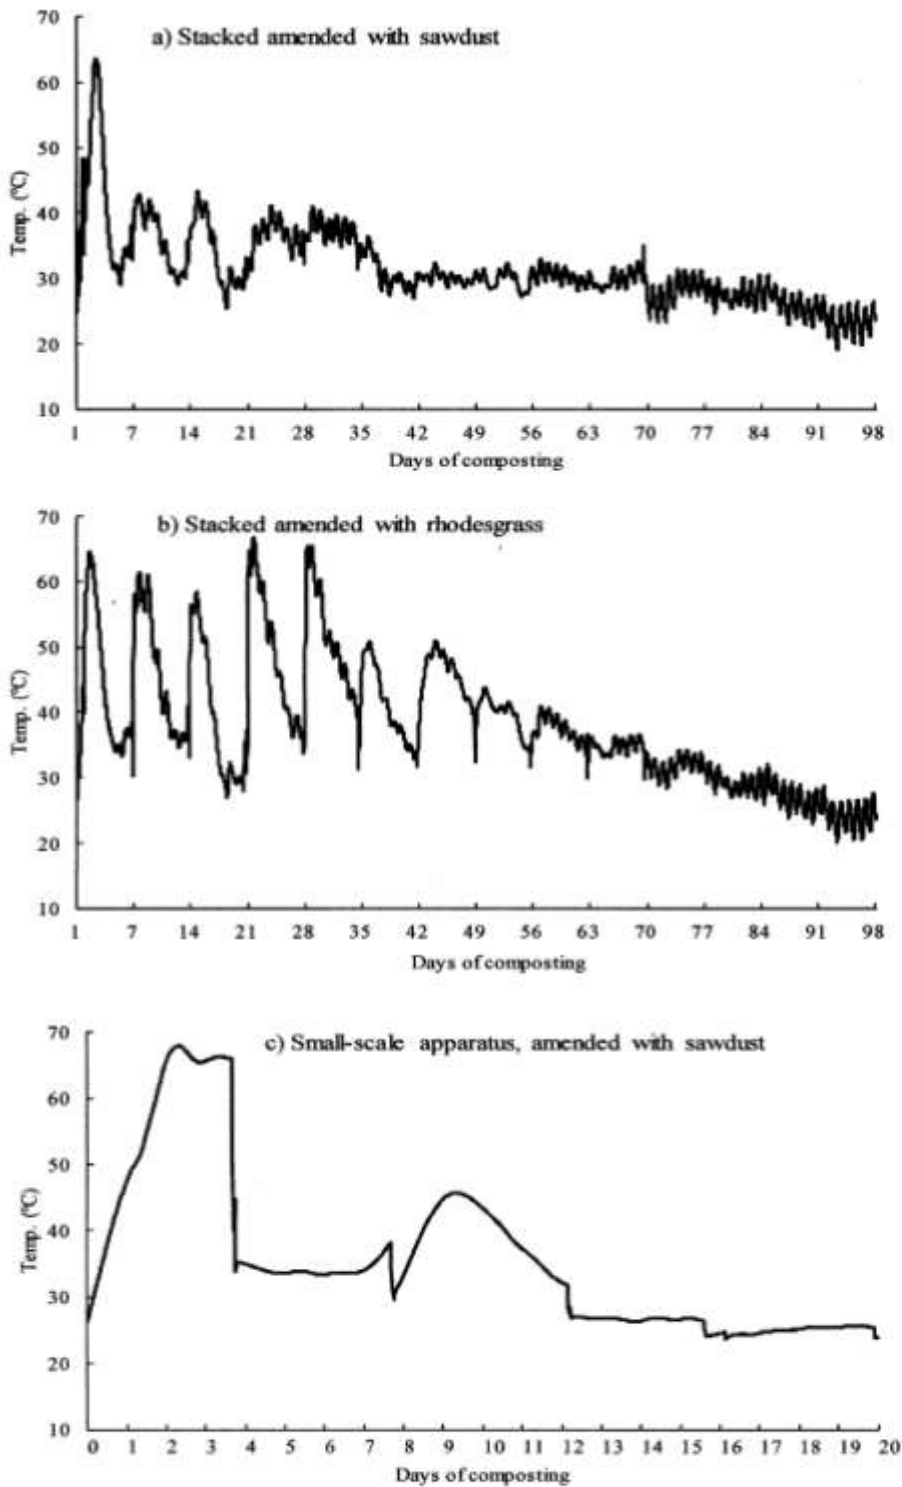 a) Stacked amended with sawdust
70
60
50
40
30
20
10
Temp. (ºC)
1 7 14 21 28 35 42 49 56 63 70 77 84 91 98
Days of composting
b) Stacked amended with rhodesgrass
70
60
50
40
30
20
10
Temp. (ºC)
1 7 14 21 28 35 42 49 56 63 70 77 84 91 98
Days of composting
c) Small-scale apparatus, amended with sawdust
70
60
50
40
30
20
10
Temp. (ºC)
0 1 2 3 4 5 6 7 8 9 10 11 12 13 14 15 16 17 18 19 20
Days of composting